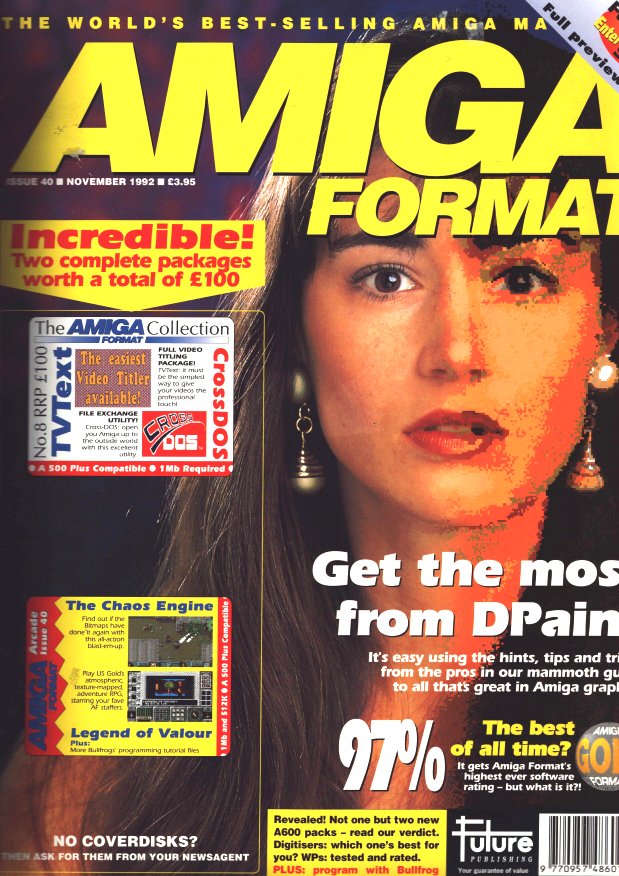 THE WORLD'S BEST-SELLING AMIGA MA
Full preview
AMIGA
FORMAT
ISSUE 40 ■ NOVEMBER 1992 ■ £3.95
Incredible!
Two complete packages
worth a total of £100
The AMIGA Collection
FORMAT
No.8 RRP £100
TVText
The easiest
Video Titler
available!
FULL VIDEO
TITLING
PACKAGE!
TVText: it must
be the simplest
way to give
your videos the
professional
touch!
FILE EXCHANGE
UTILITY!
Cross-DOS; open
you Amiga up to
the outside world
with this excellent
utility
CROSS
DOS
CrossDOS
● A 500 Plus Compatible ● 1Mb Required ●
Get the mos
from DPain
It's easy using the hints, tips and tri
from the pros in our mammoth gu
to all that's great in Amiga grap
AMIGA
FORMAT
Arcade
Issue 40
The Chaos Engine
Find out if the
Bitmaps have
done it again with
this all-action
blast-em-up.
Play US Gold's
atmospheric,
texture-mapped,
adventure RPG,
starring your fave
AF staffers.
Legend of Valour
Plus:
More Bullfrogs' programming tutorial files
1Mb and 512K ● A 500 Plus Compatible
97%
The best
of all time?
It gets Amiga Format's
highest ever software
rating – but what is it?!
AMIG
GOL
FORMA
NO COVERDISKS?
THEN ASK FOR THEM FROM YOUR NEWSAGENT
Revealed! Not one but two new
A600 packs – read our verdict.
Digitisers: which one's best for
you? WPs: tested and rated.
PLUS: program with Bullfrog
Future
PUBLISHING
Your guarantee of value
9 770957 4860